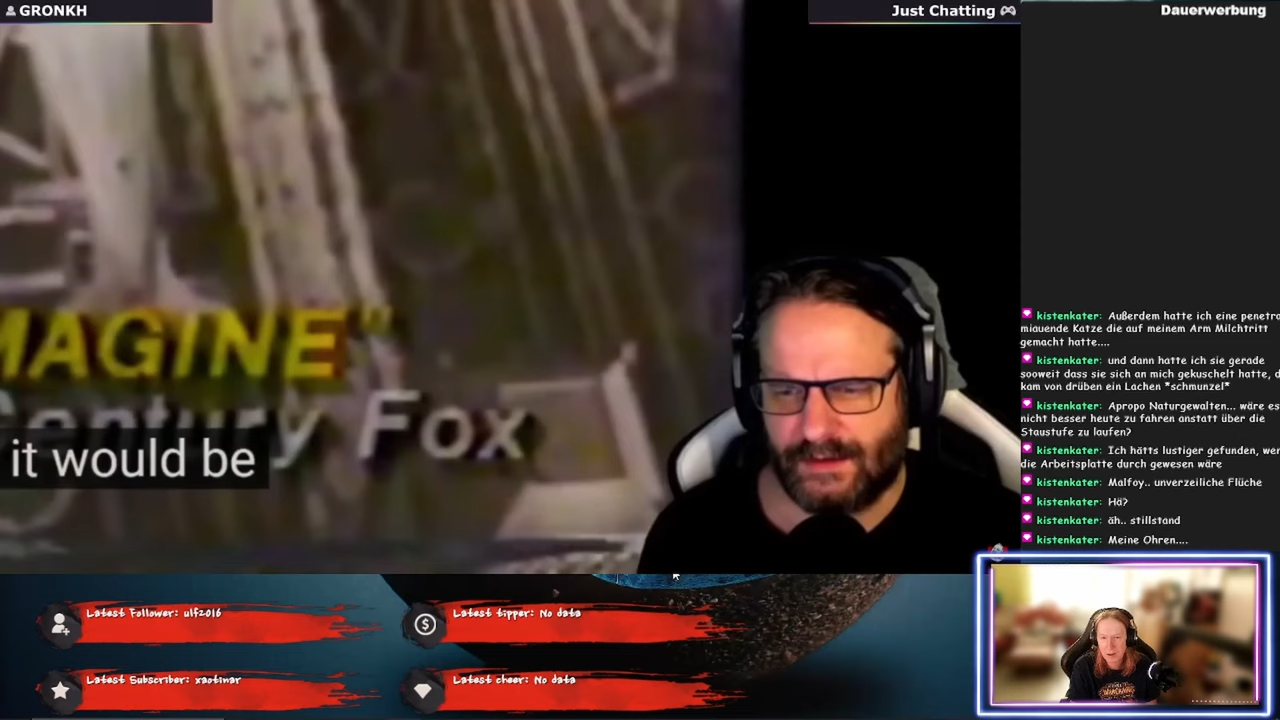 GRONKH
Just Chatting
Dauerwerbung
MAGINE"
Century Fox
it would be
kistenkater: Außerdem hatte ich eine penetra
miauende Katze die auf meinem Arm Milchtritt
gemacht hatte....
kistenkater: und dann hatte ich sie gerade
sooweit dass sie sich an mich gekuschelt hatte, d
kam von drüben ein Lachen *schmunzel*
kistenkater: Apropo Naturgewalten... wäre es
nicht besser heute zu fahren anstatt über die
Staustufe zu laufen?
kistenkater: Ich hätts lustiger gefunden, wen
die Arbeitsplatte durch gewesen wäre
kistenkater: Malfoy.. unverzeiliche Flüche
kistenkater: Hä?
kistenkater: äh.. stillstand
kistenkater: Meine Ohren....
Latest Follower: ulf2016
Latest tipper: No data
Latest Subscriber: xactinar
Latest cheer: No data